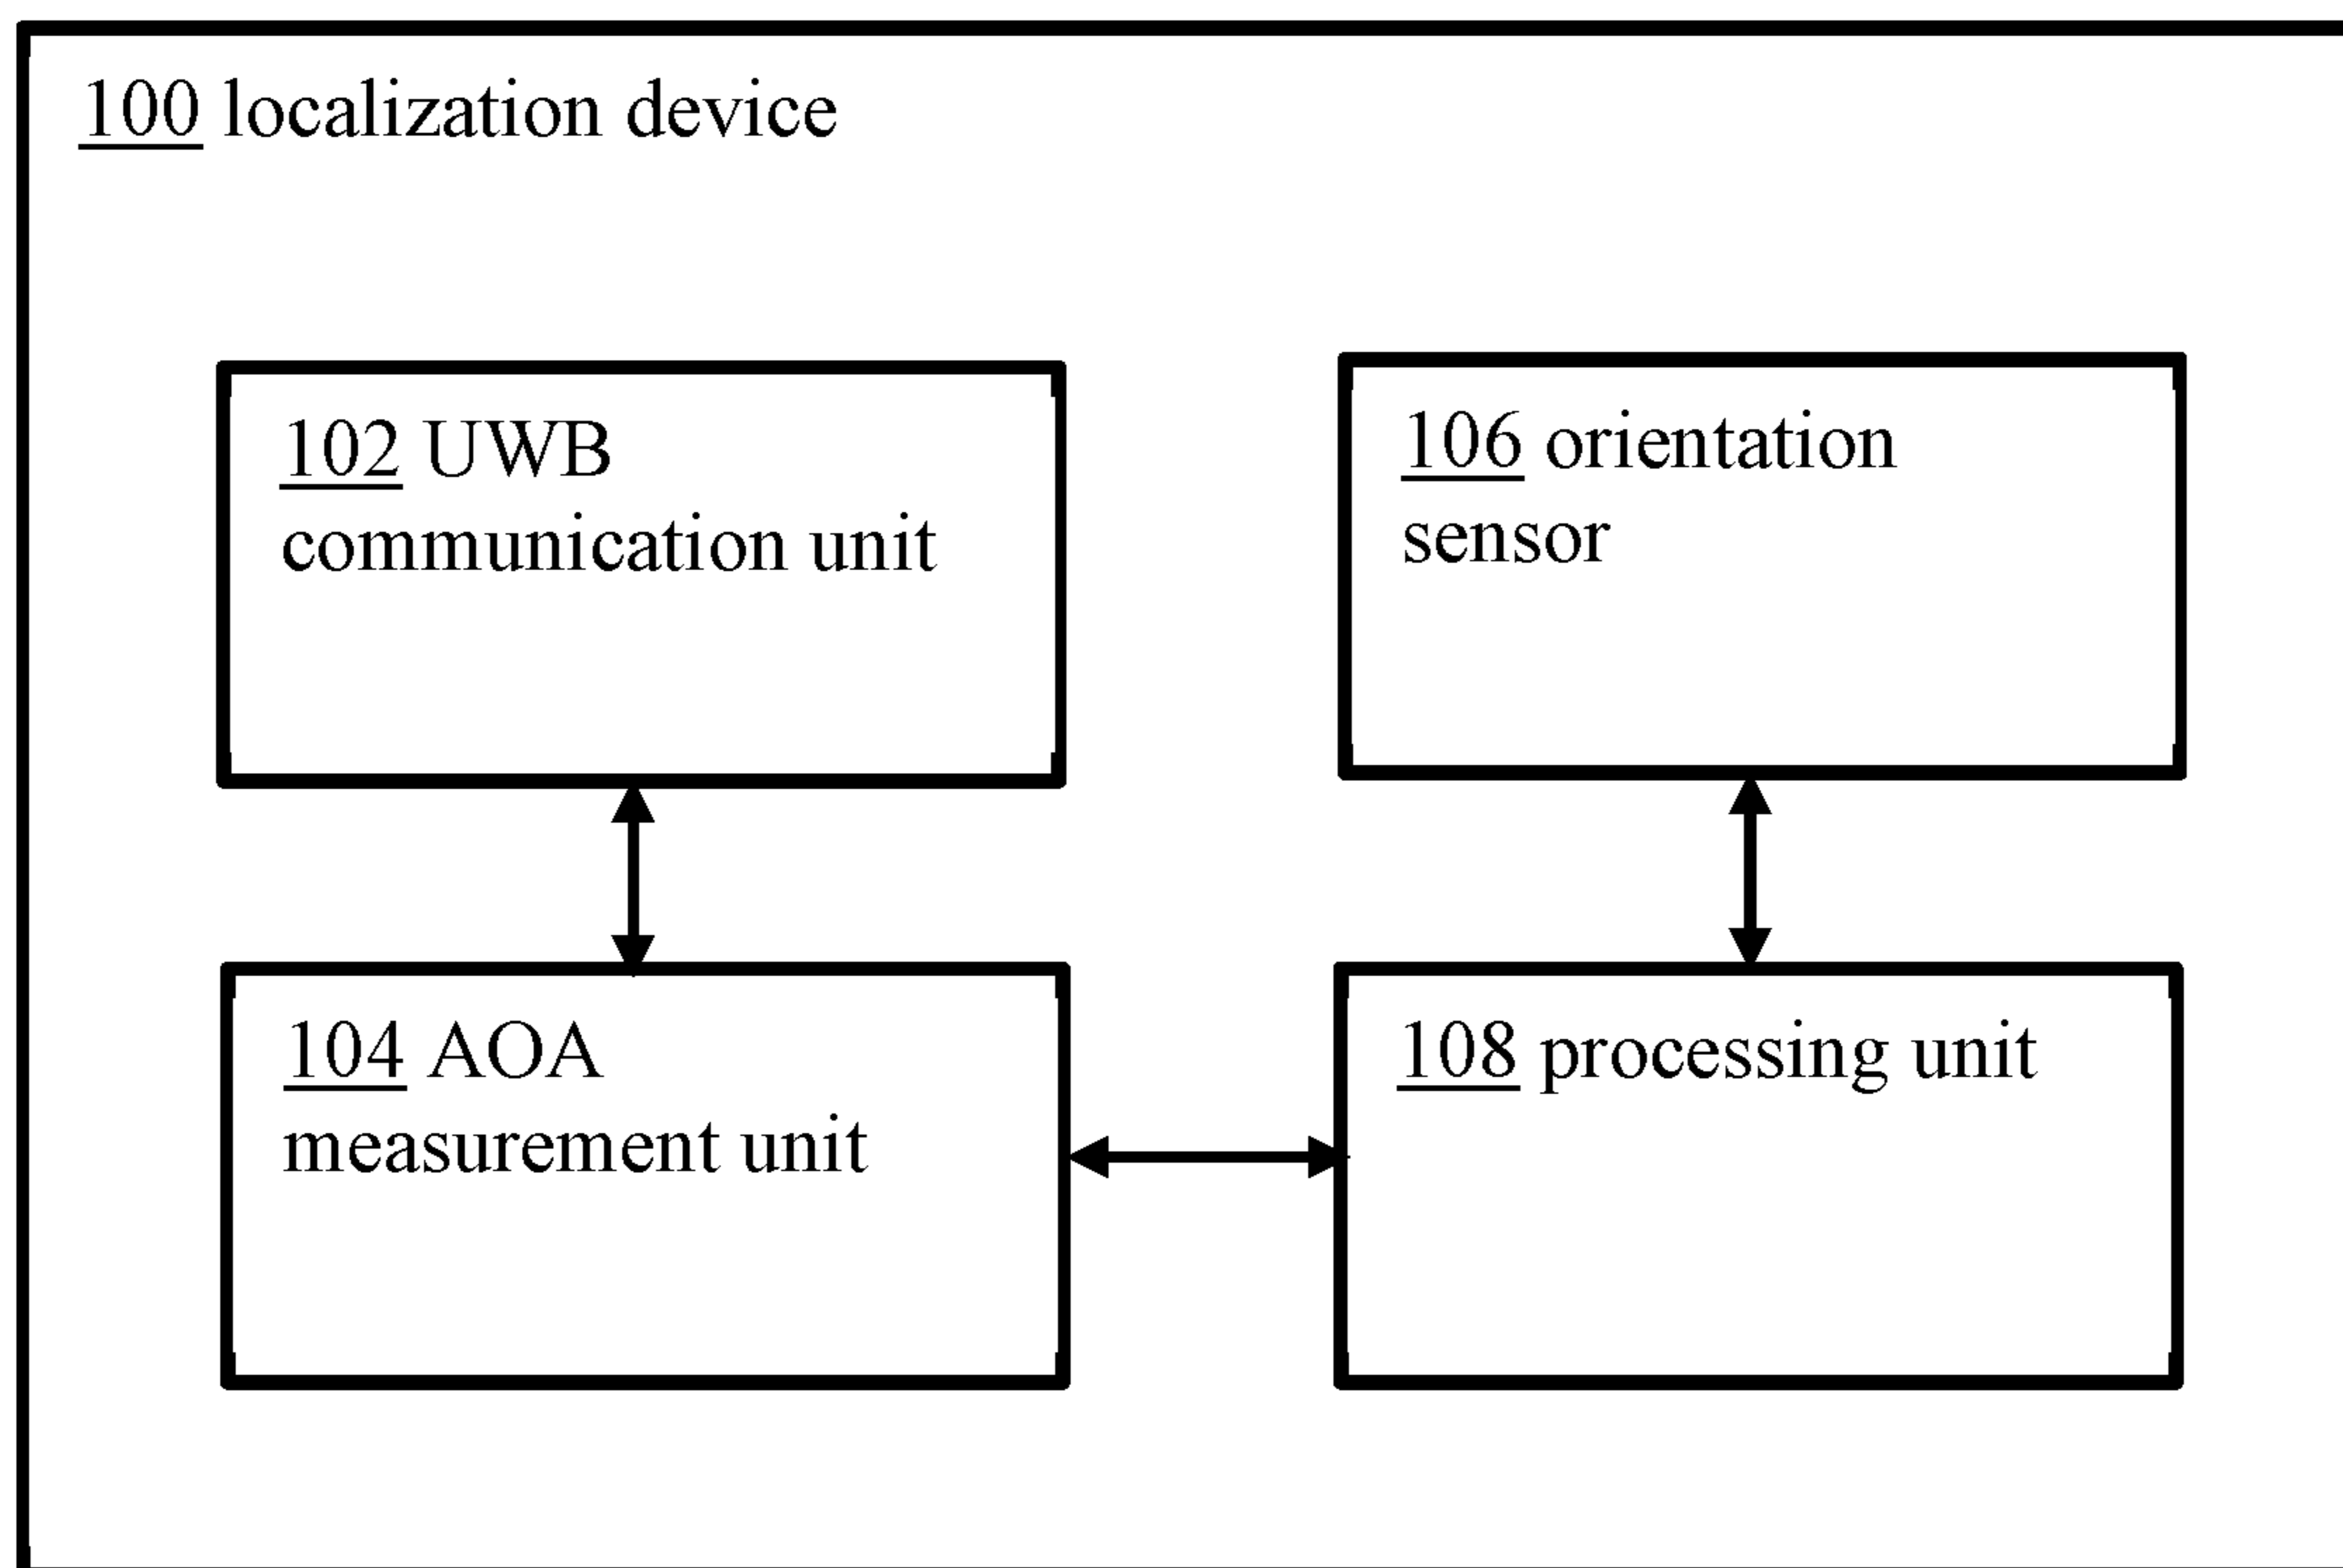 100 localization device
102 UWB
communication unit
106 orientation
sensor
104 AOA
measurement unit
108 processing unit